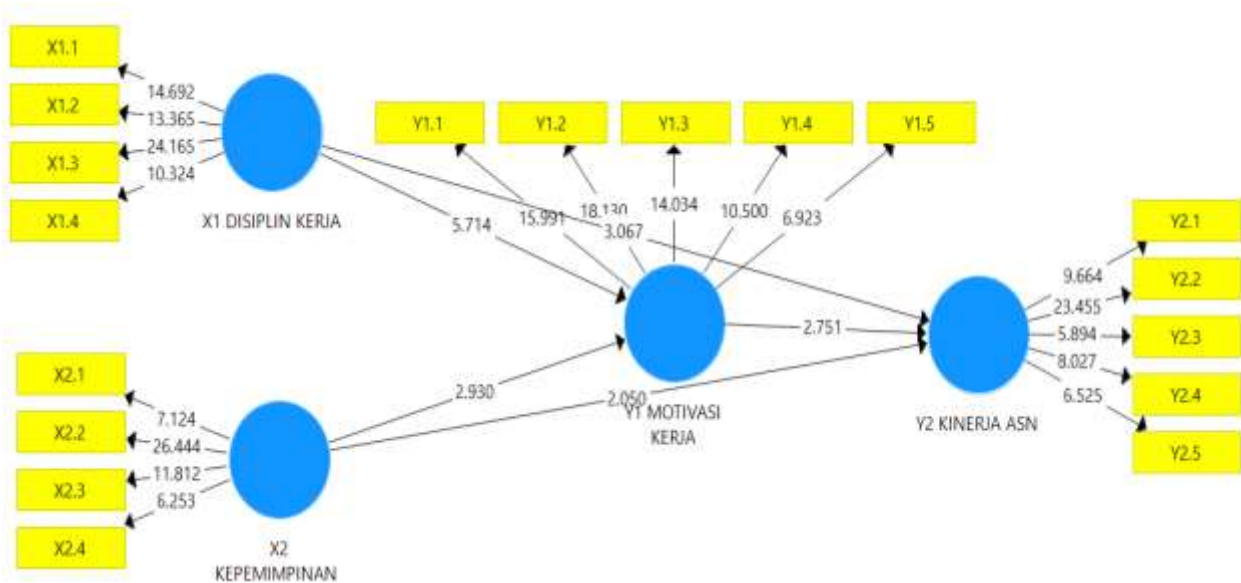 X1.1
14.692
X1.2
13.365
X1.3
24.165
X1.4
10.324
X1 DISIPLIN KERJA
Y1.1
Y1.2
Y1.3
Y1.4
Y1.5
15.991
18.130
14.034
10.500
6.923
5.714
3.067
Y2.1
9.664
Y2.2
23.455
Y2.3
5.894
Y2.4
8.027
Y2.5
6.525
2.751
Y2 KINERJA ASN
2.930
2.050
Y1 MOTIVASI
KERJA
X2.1
7.124
X2.2
26.444
X2.3
11.812
X2.4
6.253
X2
KEPEMIMPINAN